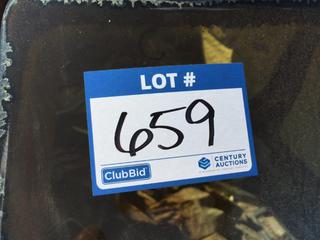 LOT #
659
ClubBid
CENTURY
AUCTIONS